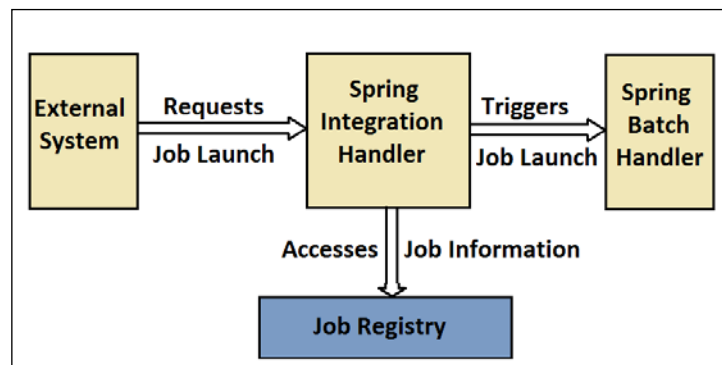 External
System
Requests
Job Launch
Spring
Integration
Handler
Triggers
Job Launch
Spring
Batch
Handler
Accesses
Job Information
Job Registry